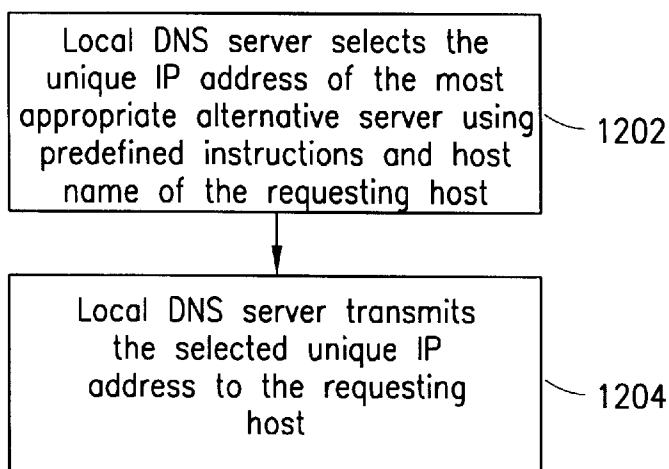 Local DNS server selects the
unique IP address of the most
appropriate alternative server using
predefined instructions and host
name of the requesting host
1202
Local DNS server transmits
the selected unique IP
address to the requesting
host
1204